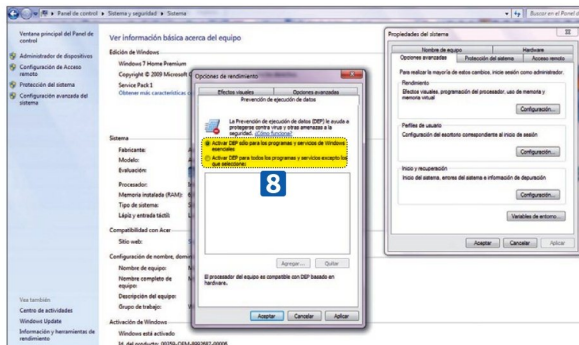 Panel de control ▸ Sistema y seguridad ▸ Sistema
Buscar en el Panel
Ventana principal del Panel de
control
Administrador de dispositivos
Configuración de Acceso
remoto
Protección del sistema
Configuración avanzada del
sistema
Vea también
Centro de actividades
Windows Update
Información y herramientas de
rendimiento
Ver información básica acerca del equipo
Edición de Windows
Windows 7 Home Premium
Copyright © 2009 Microsoft
Service Pack 1
Obtener más características
Sistema
Fabricante:
Modelo:
Evaluación:
Procesador:
Memoria instalada (RAM):
Tipo de sistema:
Lápiz y entrada táctil:
Compatibilidad con Acer
Sitio web:
Configuración de nombre,
Nombre de equipo:
Nombre completo de
equipo:
Descripción del equipo:
Grupo de trabajo:
Activación de Windows
Windows está activado
Opciones de rendimiento
Efectos visuales
Opciones avanzadas
Prevención de ejecución de datos
La Prevención de ejecución de datos (DEP) le ayuda a
protegerse contra virus y otras amenazas a la
seguridad. ¿Cómo funciona?
Activar DEP sólo para los programas y servicios de Windows
esenciales
Activar DEP para todos los programas y servicios excepto los
que seleccione:
8
Agregar...
Quitar
El procesador del equipo es compatible con DEP basado en
hardware.
Aceptar
Cancelar
Aplicar
Propiedades del sistema
Nombre de equipo
Hardware
Opciones avanzadas
Protección del sistema
Acceso remoto
Para realizar la mayoría de estos cambios, inicie sesión como administrador.
Rendimiento
Efectos visuales, programación del procesador, uso de memoria y
memoria virtual
Configuración...
Perfiles de usuario
Configuración del escritorio correspondiente al inicio de sesión
Configuración...
Inicio y recuperación
Inicio del sistema, errores del sistema e información de depuración
Configuración...
Variables de entorno...
Aceptar
Cancelar
Aplicar